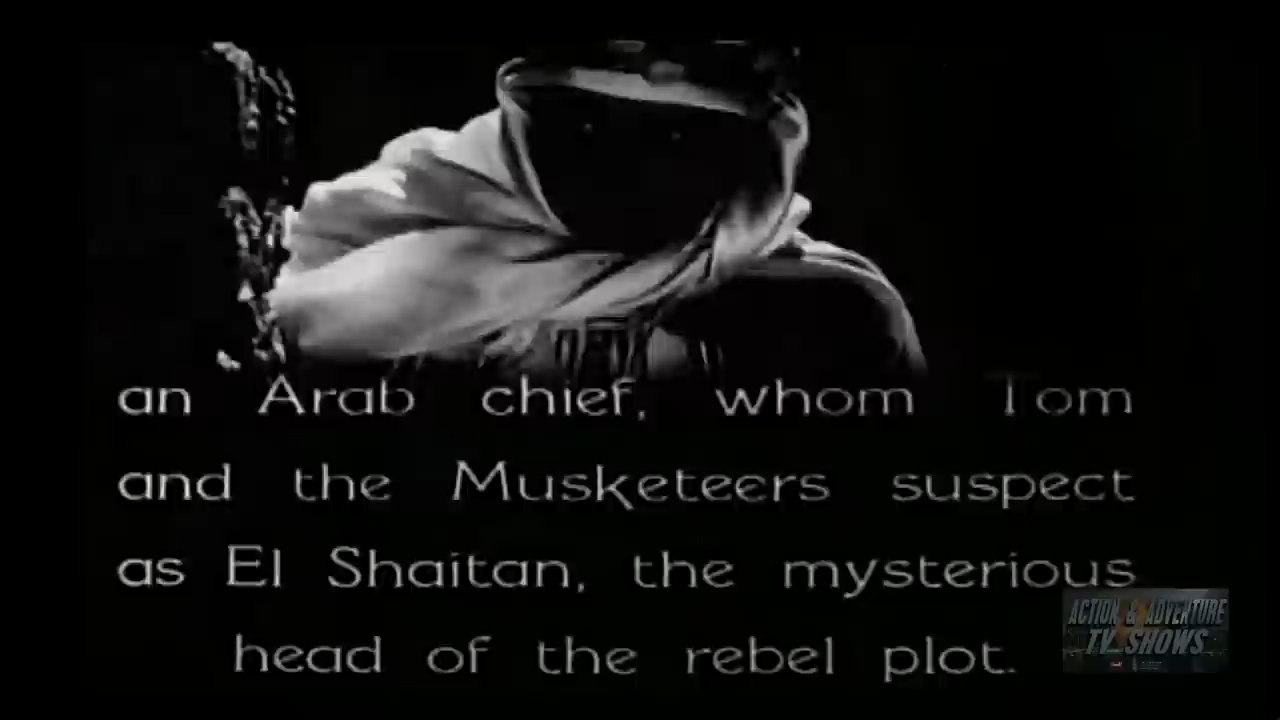 an Arab chief, whom Tom
and the Musketeers suspect
as El Shaitan, the mysterious
head of the rebel plot.
ACTION & ADVENTURE
TV SHOWS